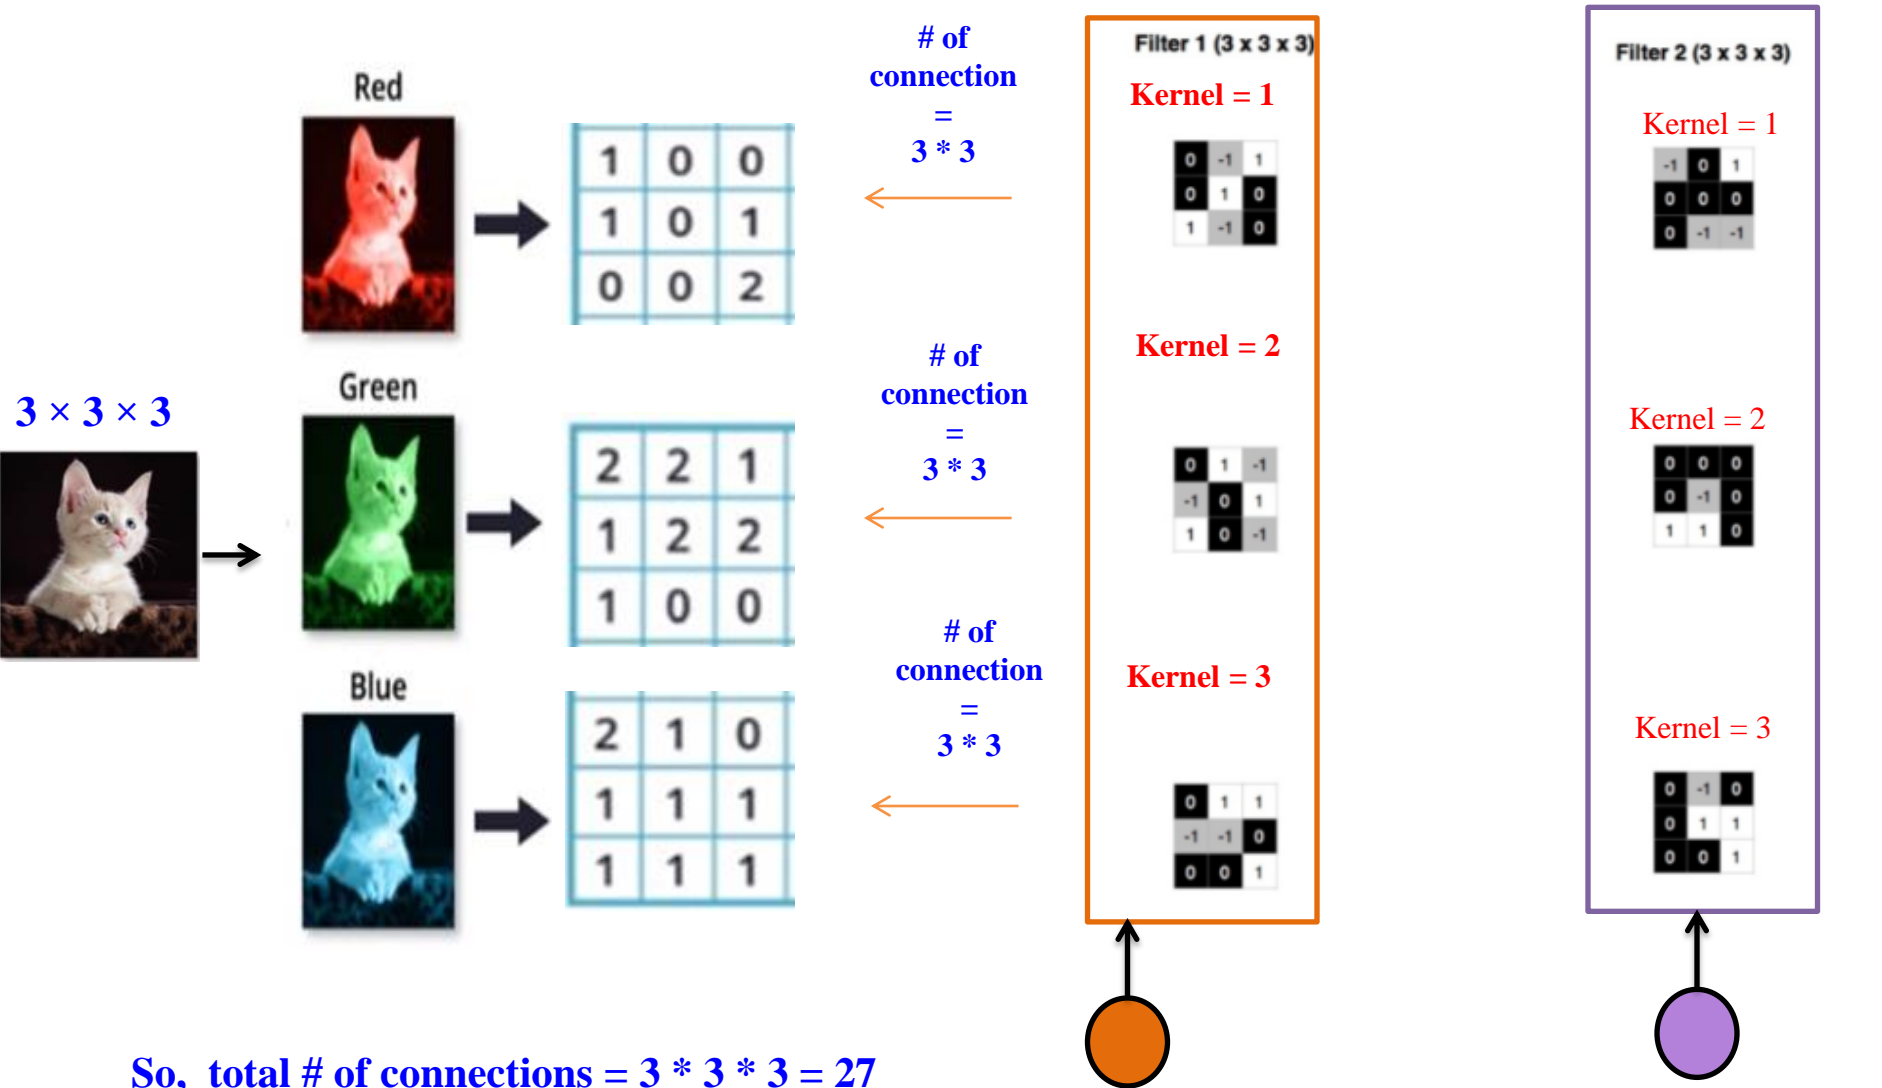 3 × 3 × 3
Red
1 0 0
1 0 1
0 0 2
Green
2 2 1
1 2 2
1 0 0
Blue
2 1 0
1 1 1
1 1 1
# of
connection
=
3 * 3
# of
connection
=
3 * 3
# of
connection
=
3 * 3
Filter 1 (3 x 3 x 3)
Kernel = 1
0 -1 1
0 1 0
1 -1 0
Kernel = 2
0 1 -1
-1 0 1
1 0 -1
Kernel = 3
0 1 1
-1 -1 0
0 0 1
Filter 2 (3 x 3 x 3)
Kernel = 1
-1 0 1
0 0 0
0 -1 -1
Kernel = 2
0 0 0
0 -1 0
1 1 0
Kernel = 3
0 -1 0
0 1 1
0 0 1
So, total # of connections = 3 * 3 * 3 = 27